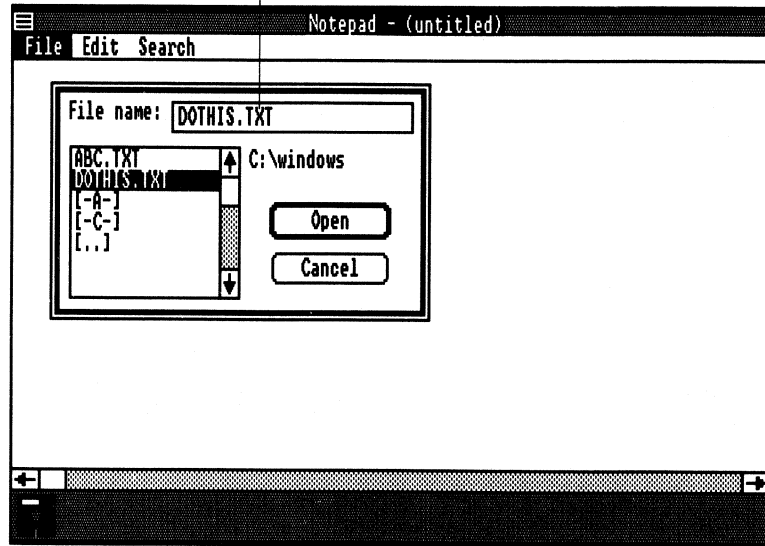 Notepad - (untitled)
File Edit Search
File name: DOTHIS.TXT
ABC.TXT
C:\windows
DOTHIS.TXT
[-A-]
[-C-]
[..]
Open
Cancel